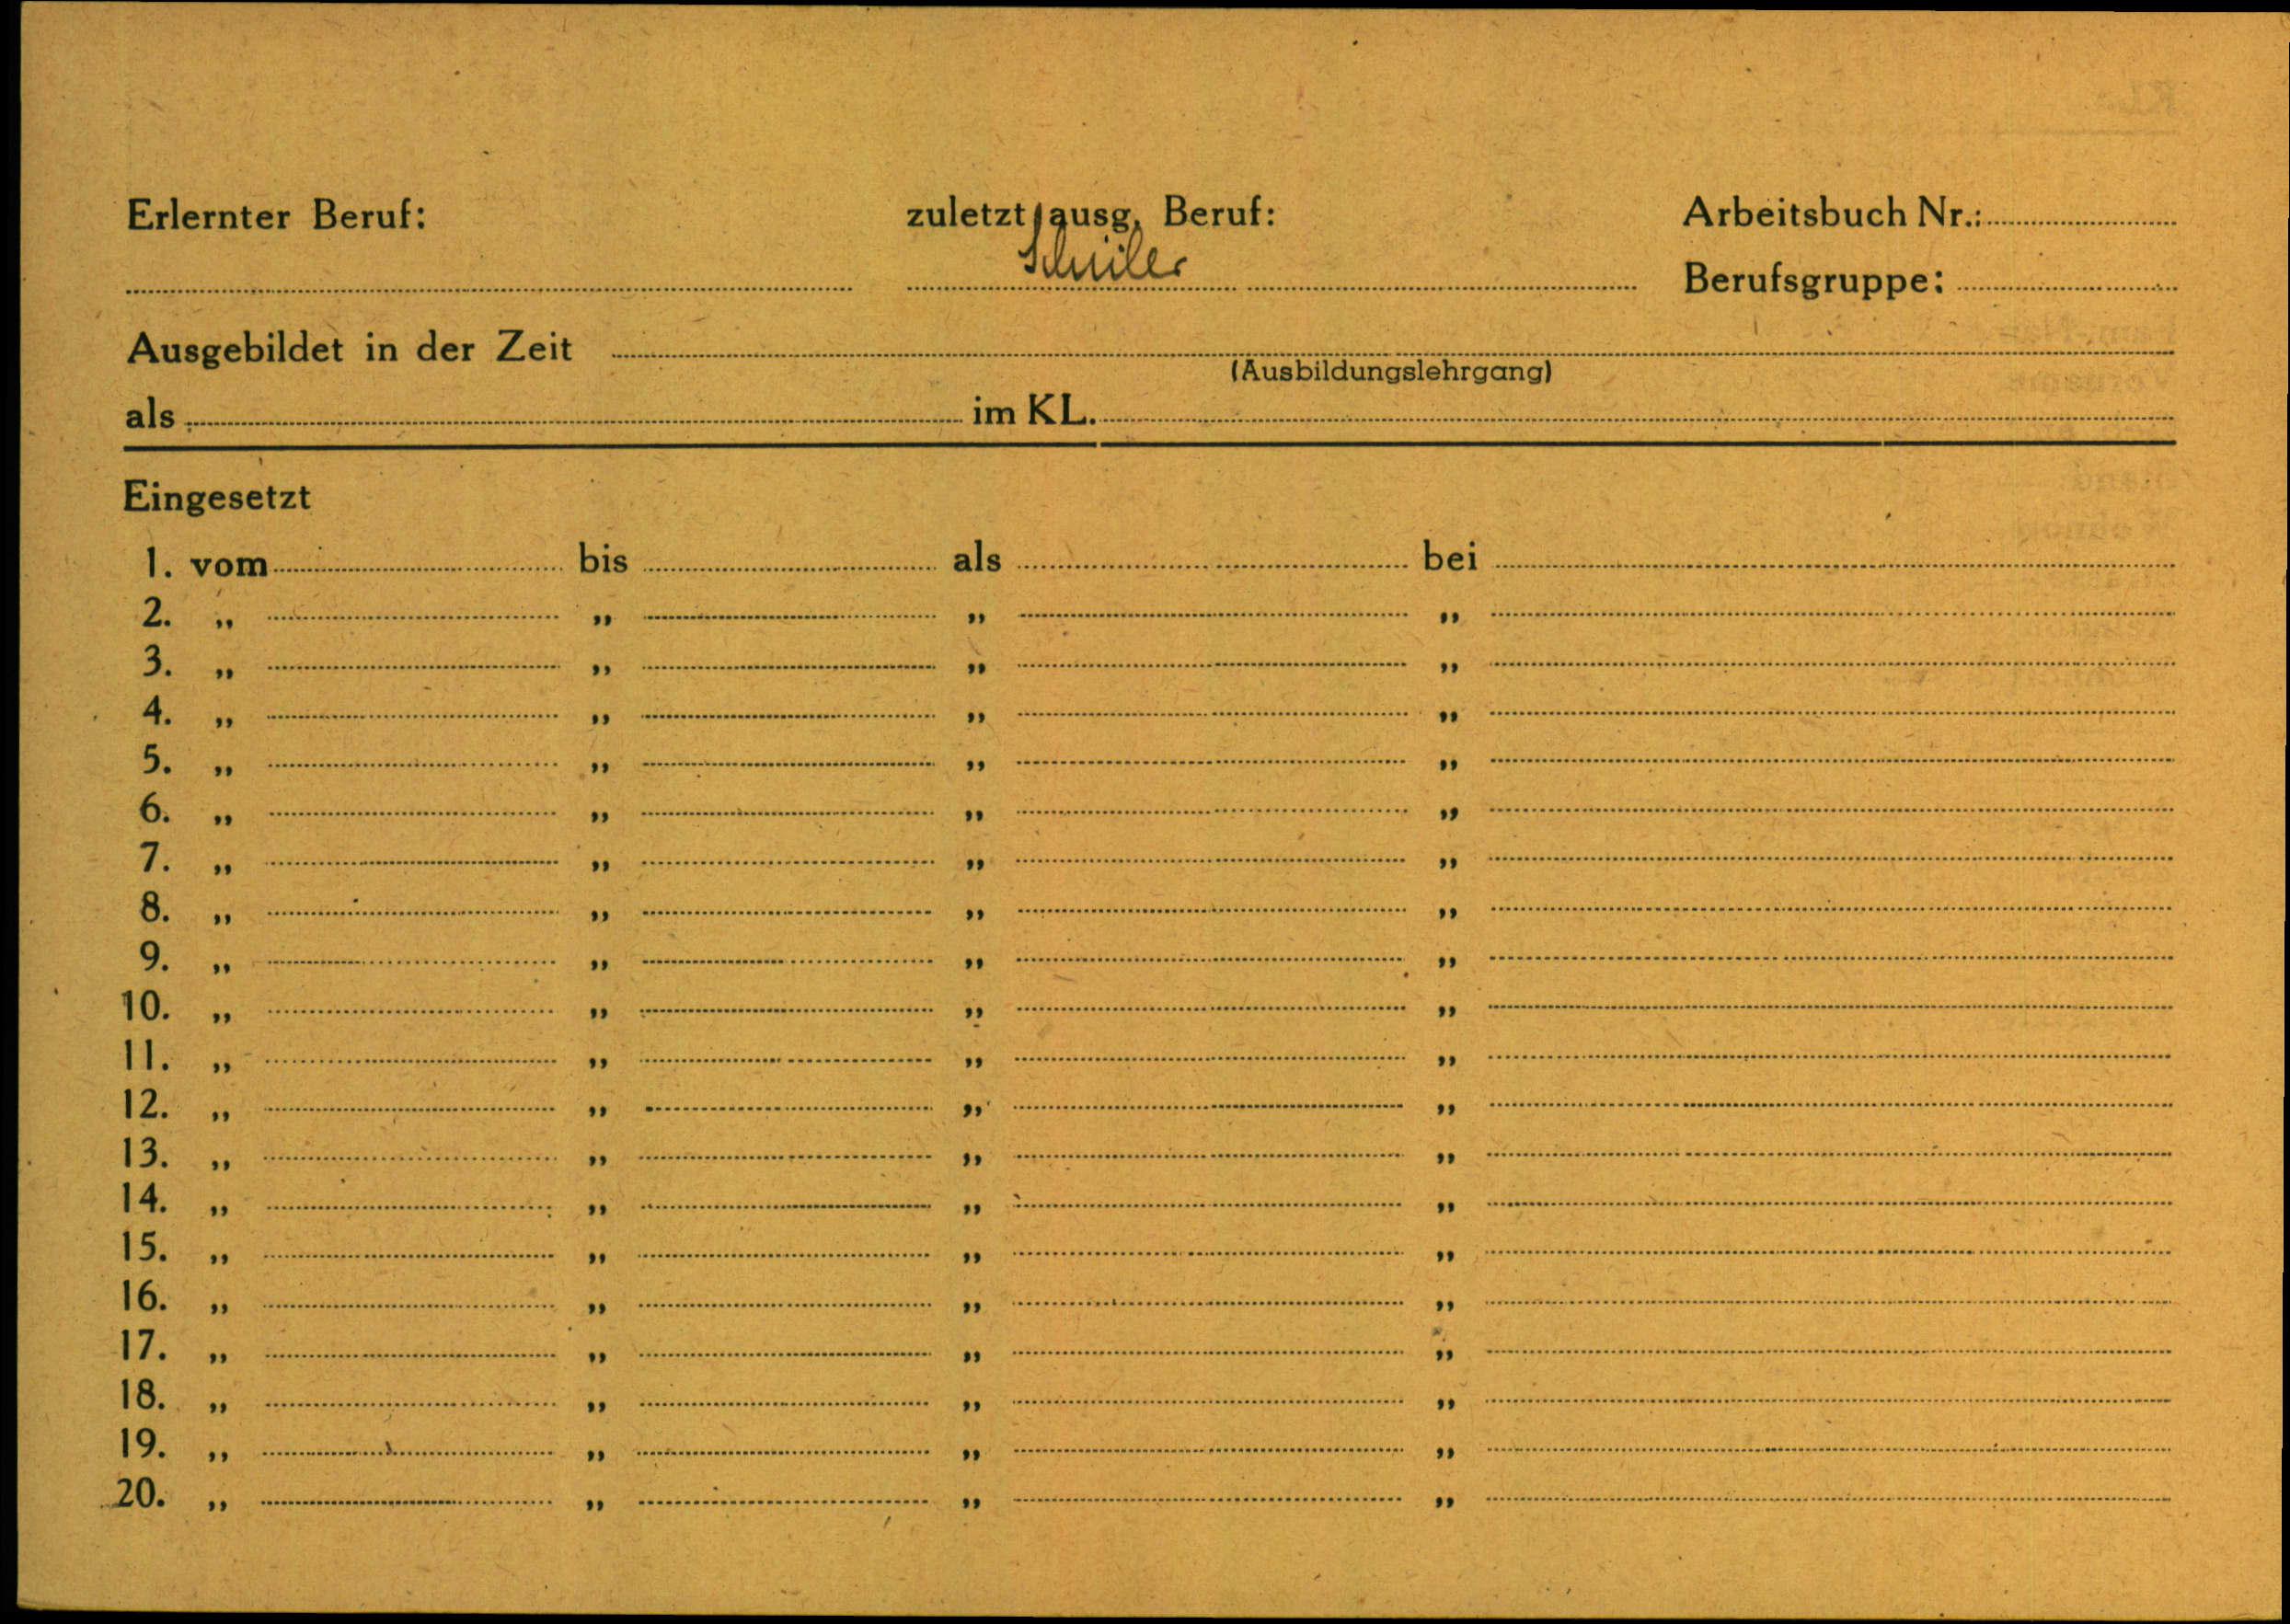 Erlernter Beruf: zuletzt ausg. Beruf: Arbeitsbuch Nr.:
Schüler Berufsgruppe:
Ausgebildet in der Zeit
(Ausbildungslehrgang)
als im KL.
Eingesetzt
1. vom bis als bei
2. „ „ „ „
3. „ „ „ „
4. „ „ „ „
5. „ „ „ „
6. „ „ „ „
7. „ „ „ „
8. „ „ „ „
9. „ „ „ „
10. „ „ „ „
11. „ „ „ „
12. „ „ „ „
13. „ „ „ „
14. „ „ „ „
15. „ „ „ „
16. „ „ „ „
17. „ „ „ „
18. „ „ „ „
19. „ „ „ „
20. „ „ „ „